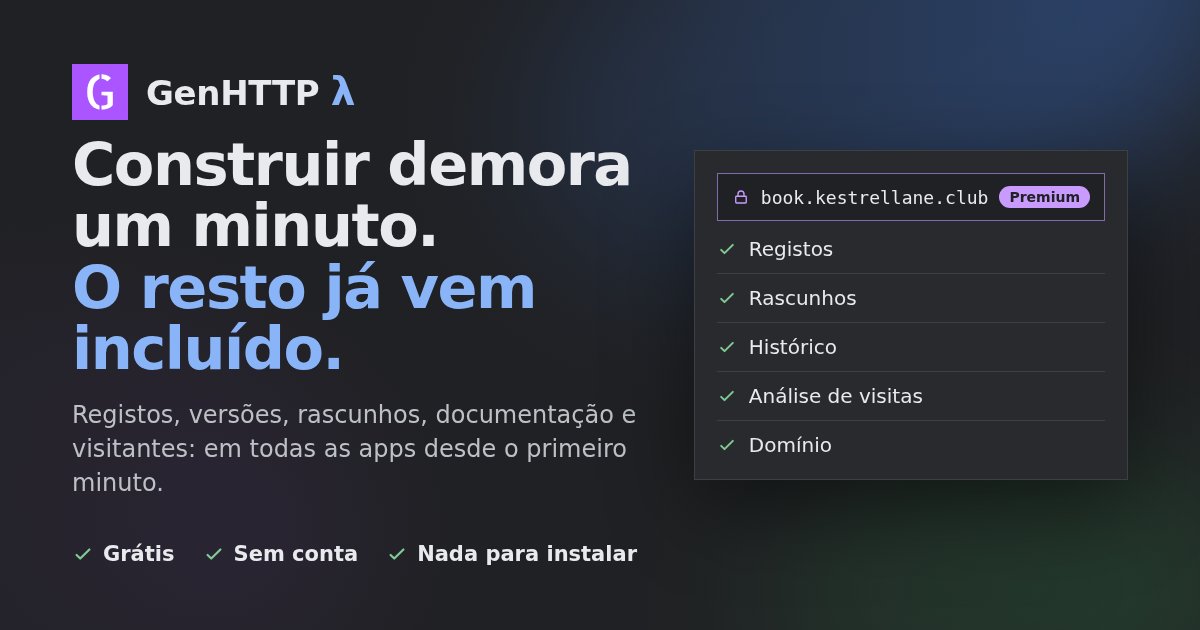 GenHTTP λ
Construir demora
um minuto.
O resto já vem
incluído.
Registos, versões, rascunhos, documentação e
visitantes: em todas as apps desde o primeiro
minuto.
Grátis
Sem conta
Nada para instalar
book.kestrellane.club Premium
Registos
Rascunhos
Histórico
Análise de visitas
Domínio